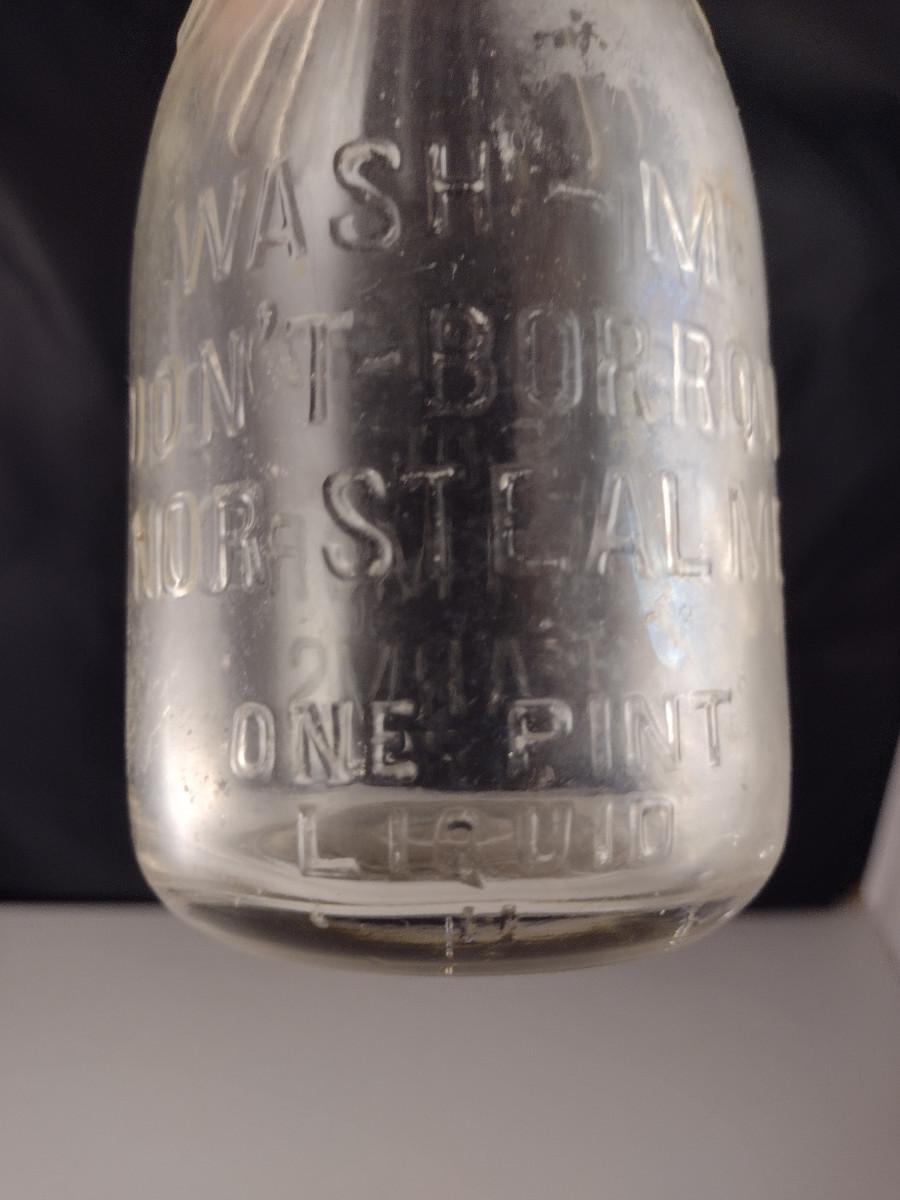 WASH - ME
DON'T - BORROW
NOR STEAL ME
ONE PINT
LIQUID